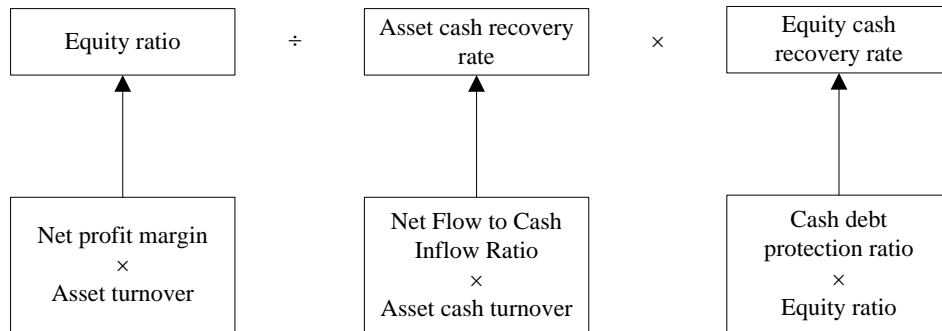 Equity ratio
÷
Asset cash recovery
rate
×
Equity cash
recovery rate
Net profit margin
×
Asset turnover
Net Flow to Cash
Inflow Ratio
×
Asset cash turnover
Cash debt
protection ratio
×
Equity ratio